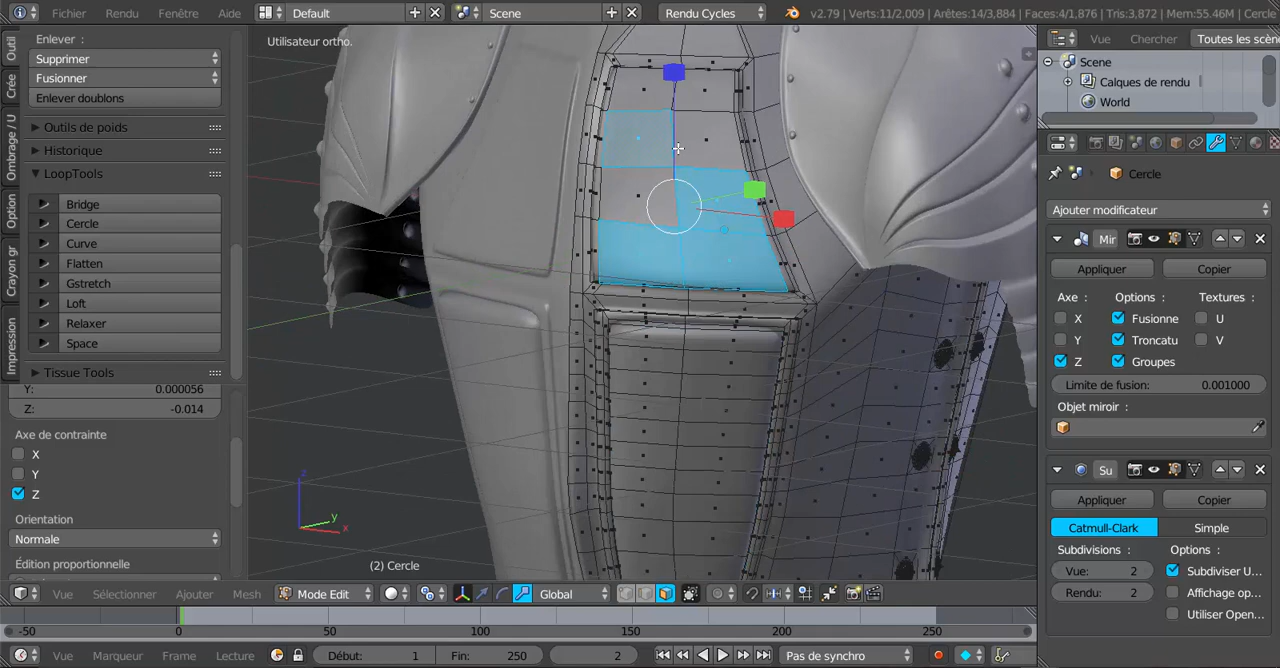 Fichier Rendu Fenêtre Aide Default Scene Rendu Cycles v2.79 | Verts:11/2,009 | Arêtes:14/3,884 | Faces:4/1,876 | Tris:3,872 | Mem:55.46M | Cercle
Utilisateur ortho.
Outil
Crée
Ombrage / U
Option
Crayon gr
Impression
Enlever :
Supprimer
Fusionner
Enlever doublons
Outils de poids
Historique
LoopTools
Bridge
Cercle
Curve
Flatten
Gstretch
Loft
Relaxer
Space
Tissue Tools
Y: 0.000056
Z: -0.014
Axe de contrainte
X
Y
Z
Orientation
Normale
Édition proportionnelle
z
y
x
(2) Cercle
Vue Chercher Toutes les scèn
Scene
Calques de rendu
World
Cercle
Ajouter modificateur
Mir
Appliquer Copier
Axe : Options : Textures :
X Fusionne U
Y Troncatu V
Z Groupes
Limite de fusion: 0.001000
Objet miroir :
Su
Appliquer Copier
Catmull-Clark Simple
Subdivisions : Options :
Vue: 2 Subdiviser U...
Rendu: 2 Affichage op...
Utiliser Open...
Vue Sélectionner Ajouter Maillage Mode Edit Global
-50 0 50 100 150 200 250
Vue Marqueur Frame Lecture Début: 1 Fin: 250 2 Pas de synchro